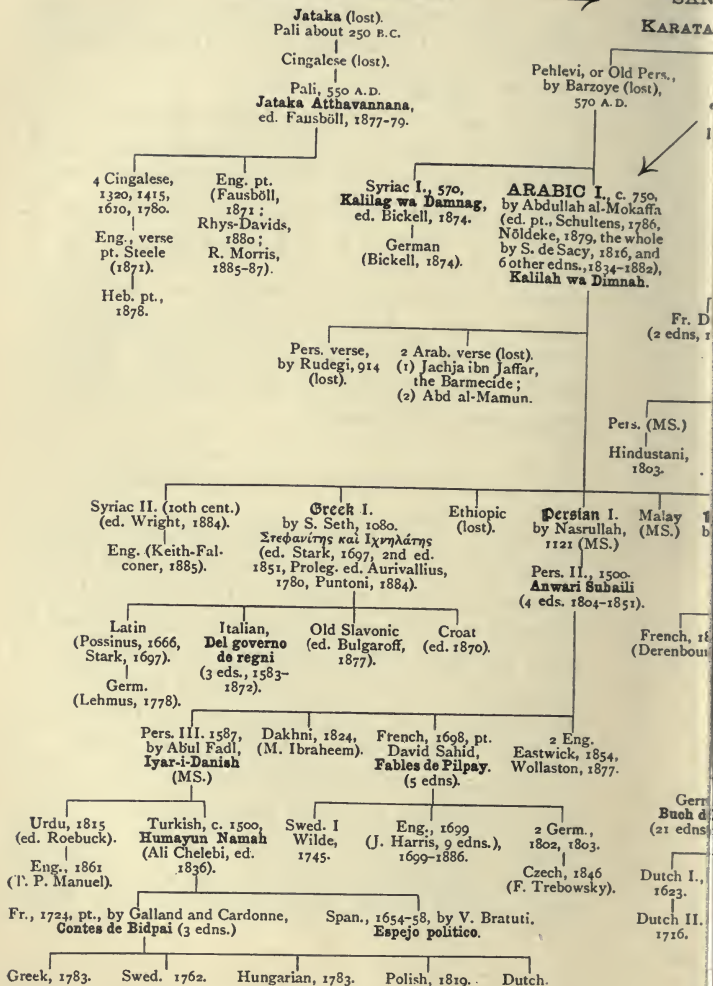 Jataka (lost).
Pali about 250 B.C.
Cingalese (lost).
Pali, 550 A.D.
Jataka Atthavannana,
ed. Fausböll, 1877-79.
KARATA
Pehlevi, or Old Pers.,
by Barzoye (lost),
570 A.D.
4 Cingalese,
1320, 1415,
1610, 1780.
Eng., verse
pt. Steele
(1871).
Heb. pt.,
1878.
Eng. pt.
(Fausböll,
1871 :
Rhys-Davids,
1880 ;
R. Morris,
1885-87).
Syriac I., 570,
Kalilag wa Damnag,
ed. Bickell, 1874.
German
(Bickell, 1874).
ARABIC I., c. 750,
by Abdullah al-Mokaffa
(ed. pt., Schultens, 1786,
Nöldeke, 1879, the whole
by S. de Sacy, 1816, and
6 other edns., 1834-1882),
Kalilah wa Dimnah.
Pers. verse,
by Rudegi, 914
(lost).
2 Arab. verse (lost).
(1) Jachja ibn Jaffar,
the Barmecide ;
(2) Abd al-Mamun.
Fr. D
(2 edns, 1
Pers. (MS.)
Hindustani,
1803.
Syriac II. (10th cent.)
(ed. Wright, 1884).
Eng. (Keith-Fal-
coner, 1885).
Greek I.
by S. Seth, 1080.
Στεφανίτης καὶ Ἰχνηλάτης
(ed. Stark, 1697, 2nd ed.
1851, Proleg. ed. Aurivallius,
1780, Puntoni, 1884).
Ethiopic
(lost).
Persian I.
by Nasrullah,
1121 (MS.)
Pers. II., 1500.
Anwari Suhaili
(4 eds. 1804-1851).
Malay
(MS.)
Latin
(Possinus, 1666,
Stark, 1697).
Germ.
(Lehmus, 1778).
Italian,
Del governo
de regni
(3 eds., 1583-
1872).
Old Slavonic
(ed. Bulgaroff,
1877).
Croat
(ed. 1870).
French, 18
(Derenbou
Pers. III. 1587,
by Abul Fadl,
Iyar-i-Danish
(MS.)
Dakhni, 1824,
(M. Ibraheem).
French, 1698, pt.
David Sahid,
Fables de Pilpay.
(5 edns).
2 Eng.
Eastwick, 1854,
Wollaston, 1877.
Urdu, 1815
(ed. Roebuck).
Eng., 1861
(T. P. Manuel).
Turkish, c. 1500,
Humayun Namah
(Ali Chelebi, ed.
1836).
Swed. I
Wilde,
1745.
Eng., 1699
(J. Harris, 9 edns.),
1699-1886.
2 Germ.,
1802, 1803.
Czech, 1846
(F. Trebowsky).
Germ
Buch d
(21 edns
Dutch I.,
1623.
Dutch II.
1716.
Fr., 1724, pt., by Galland and Cardonne,
Contes de Bidpai (3 edns.)
Span., 1654-58, by V. Bratuti.
Espejo politico.
Greek, 1783.
Swed. 1762.
Hungarian, 1783.
Polish, 1819.
Dutch.